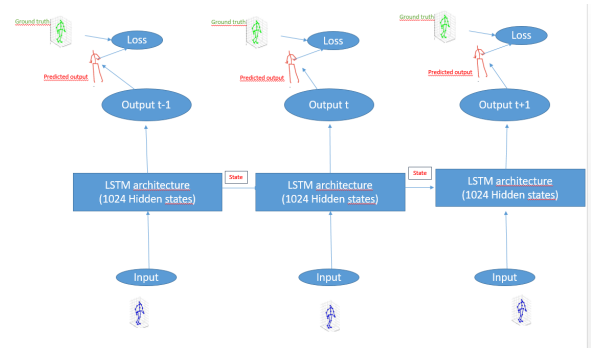 Ground truth
Loss
Predicted output
Output t-1
Ground truth
Loss
Predicted output
Output t
Ground truth
Loss
Predicted output
Output t+1
LSTM architecture
(1024 Hidden states)
State
LSTM architecture
(1024 Hidden states)
State
LSTM architecture
(1024 Hidden states)
Input
Input
Input